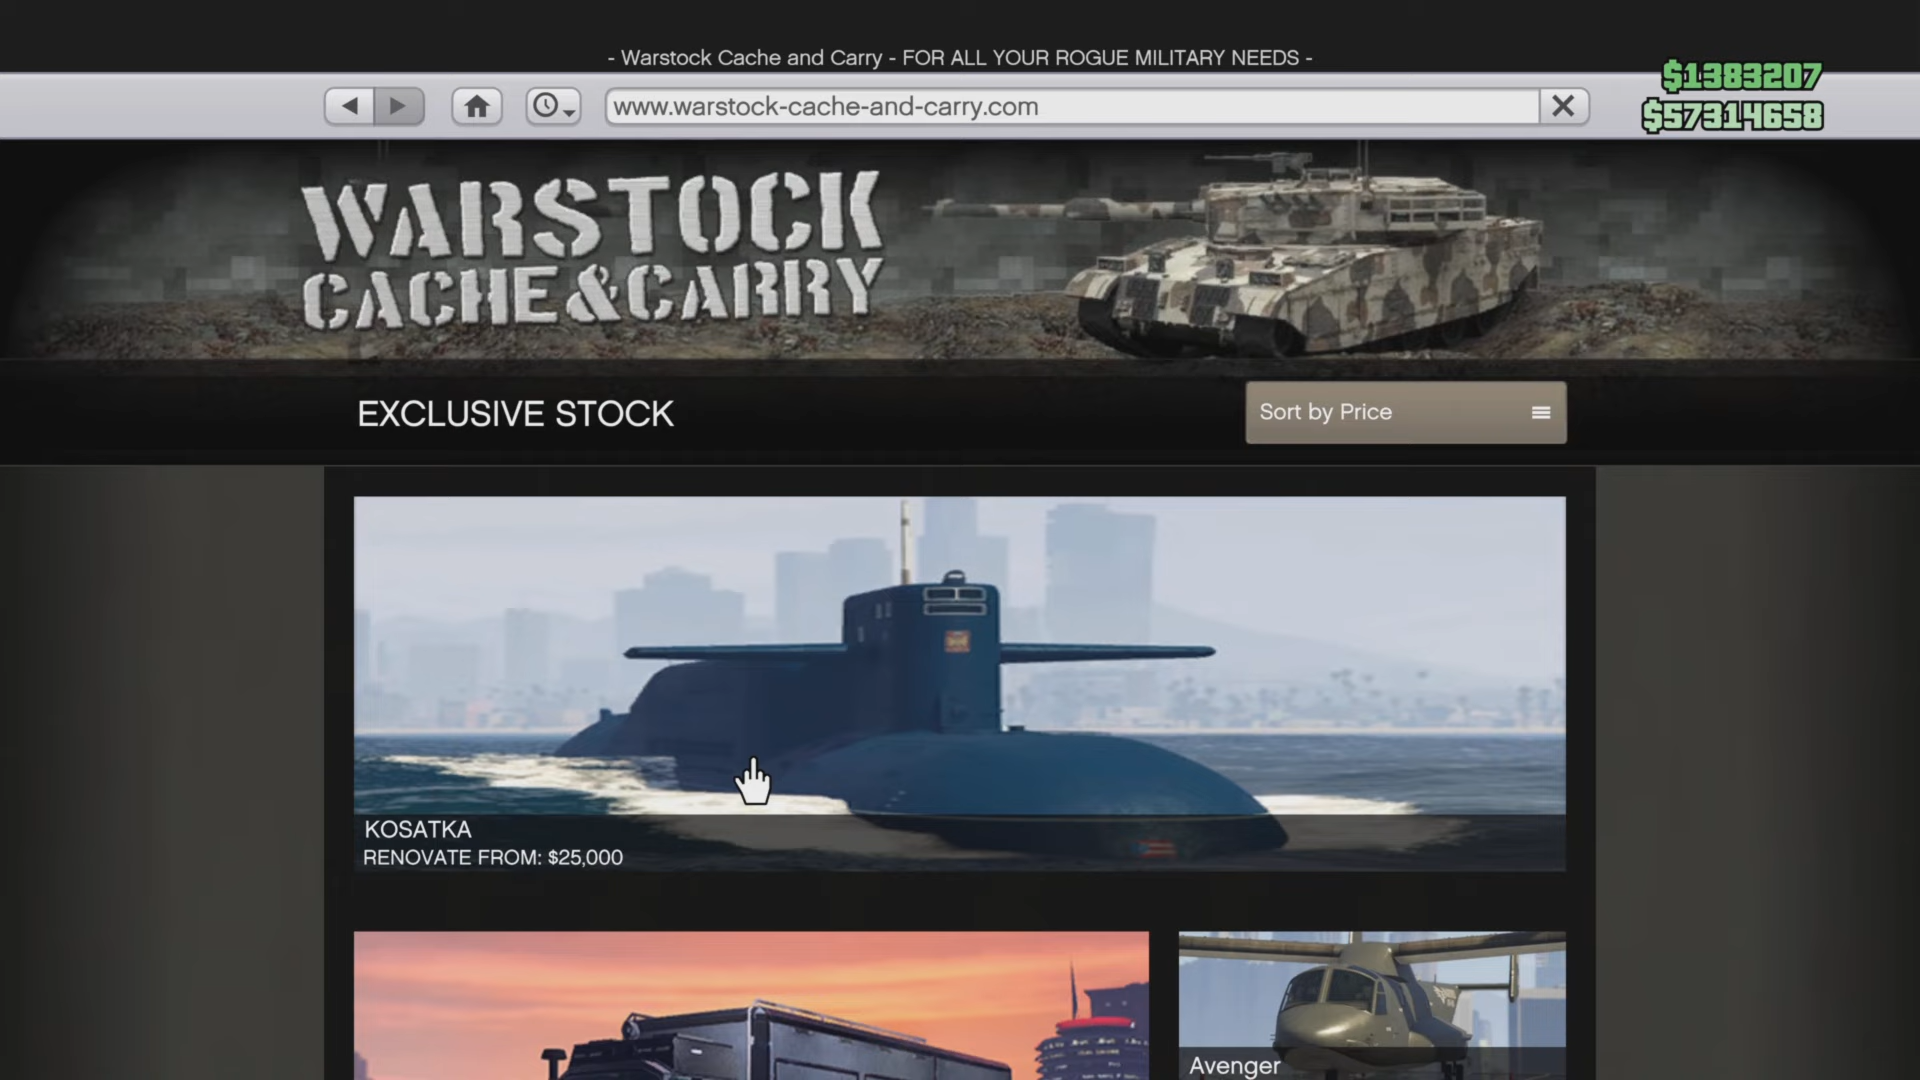 - Warstock Cache and Carry - FOR ALL YOUR ROGUE MILITARY NEEDS -
$1383207
www.warstock-cache-and-carry.com
$57314658
WARSTOCK
CACHE&CARRY
EXCLUSIVE STOCK
Sort by Price
KOSATKA
RENOVATE FROM: $25,000
Avenger